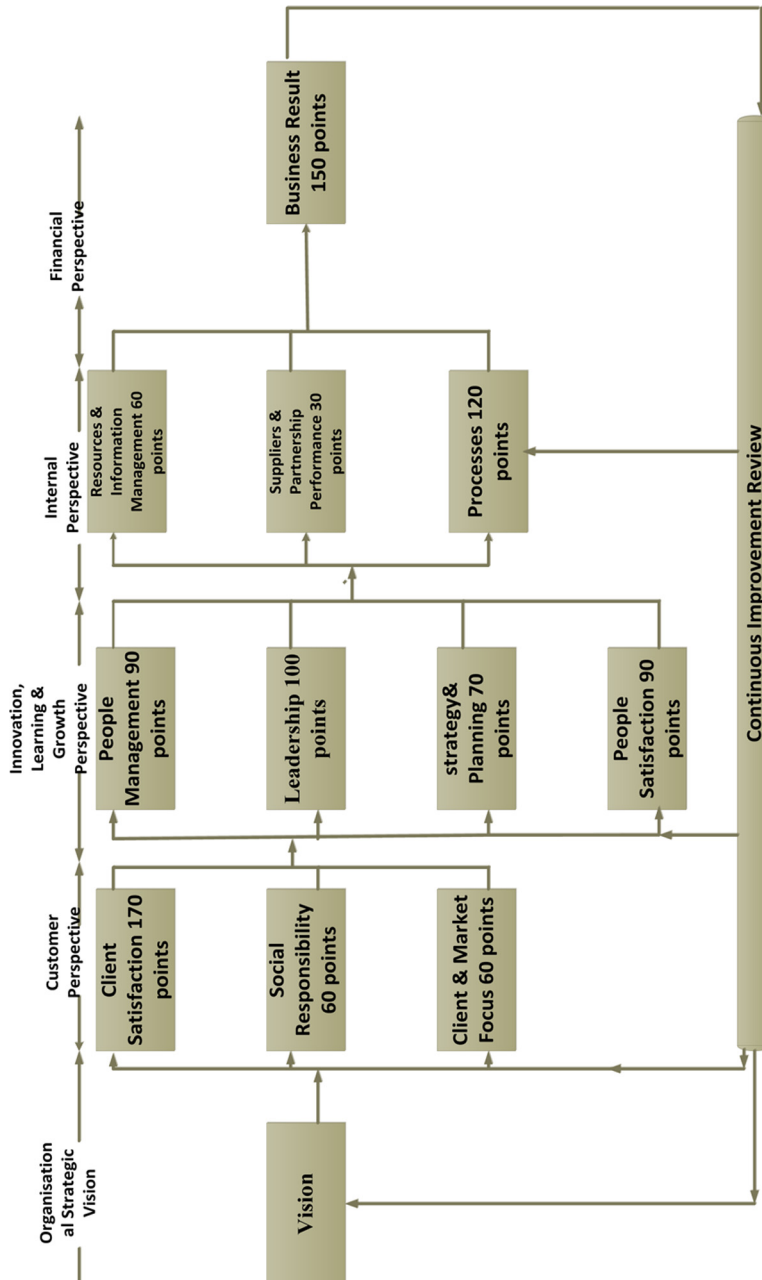 Organisation
al Strategic
Vision
Customer
Perspective
Innovation,
Learning &
Growth
Perspective
Internal
Perspective
Financial
Perspective
Vision
Client
Satisfaction 170
points
Social
Responsibility
60 points
Client & Market
Focus 60 points
People
Management 90
points
Leadership 100
points
strategy&
Planning 70
points
People
Satisfaction 90
points
Resources &
Information
Management 60
points
Suppliers &
Partnership
Performance 30
points
Processes 120
points
Business Result
150 points
Continuous Improvement Review